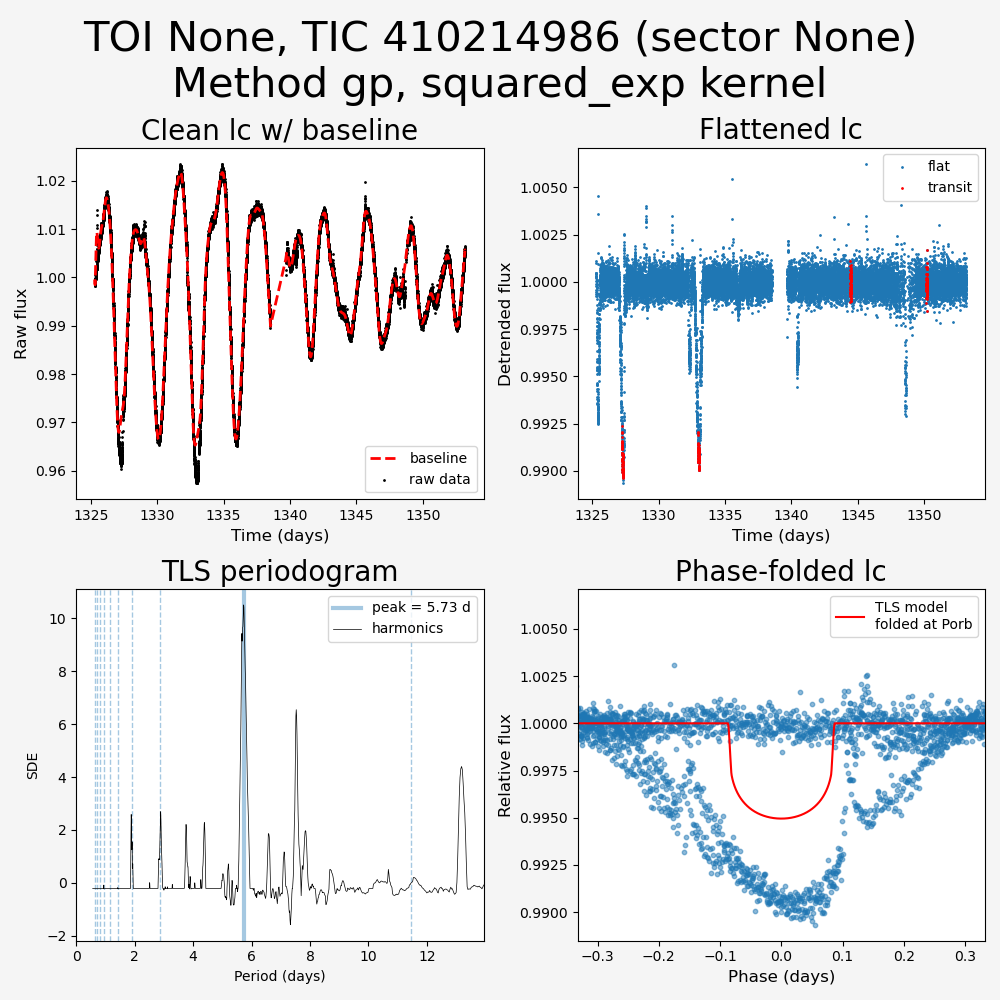 TOI None, TIC 410214986 (sector None)
Method gp, squared_exp kernel
Clean lc w/ baseline
Raw flux
1.02
1.01
1.00
0.99
0.98
0.97
0.96
baseline
raw data
1325
1330
1335
1340
1345
1350
Time (days)
Flattened lc
Detrended flux
1.0050
1.0025
1.0000
0.9975
0.9950
0.9925
0.9900
flat
transit
1325
1330
1335
1340
1345
1350
Time (days)
TLS periodogram
SDE
10
8
6
4
2
0
−2
peak = 5.73 d
harmonics
0
2
4
6
8
10
12
Period (days)
Phase-folded lc
Relative flux
1.0050
1.0025
1.0000
0.9975
0.9950
0.9925
0.9900
TLS model
folded at Porb
−0.3
−0.2
−0.1
0.0
0.1
0.2
0.3
Phase (days)